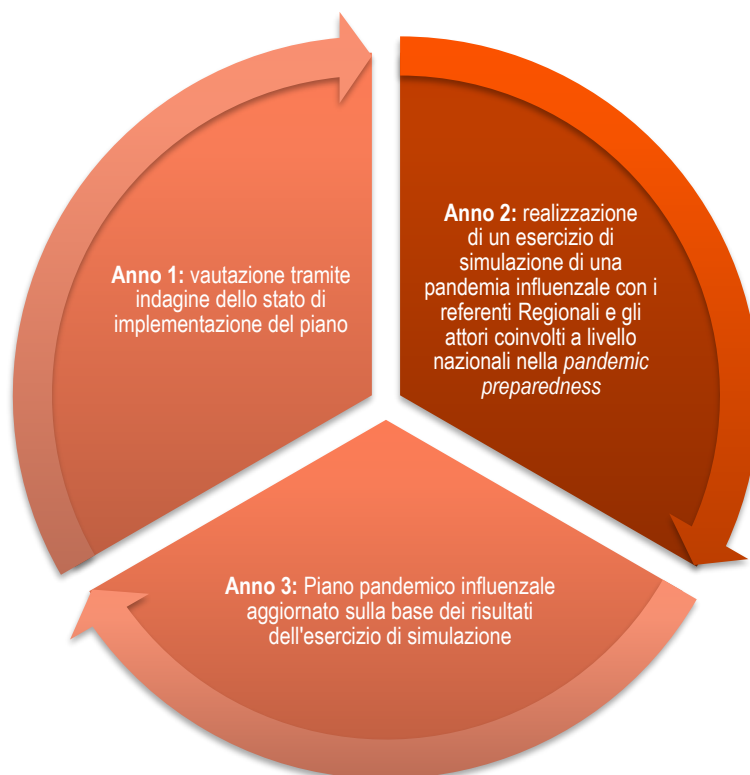 Anno 1: vautazione tramite
indagine dello stato di
implementazione del piano
Anno 2: realizzazione
di un esercizio di
simulazione di una
pandemia influenzale con i
referenti Regionali e gli
attori coinvolti a livello
nazionali nella pandemic
preparedness
Anno 3: Piano pandemico influenzale
aggiornato sulla base dei risultati
dell'esercizio di simulazione